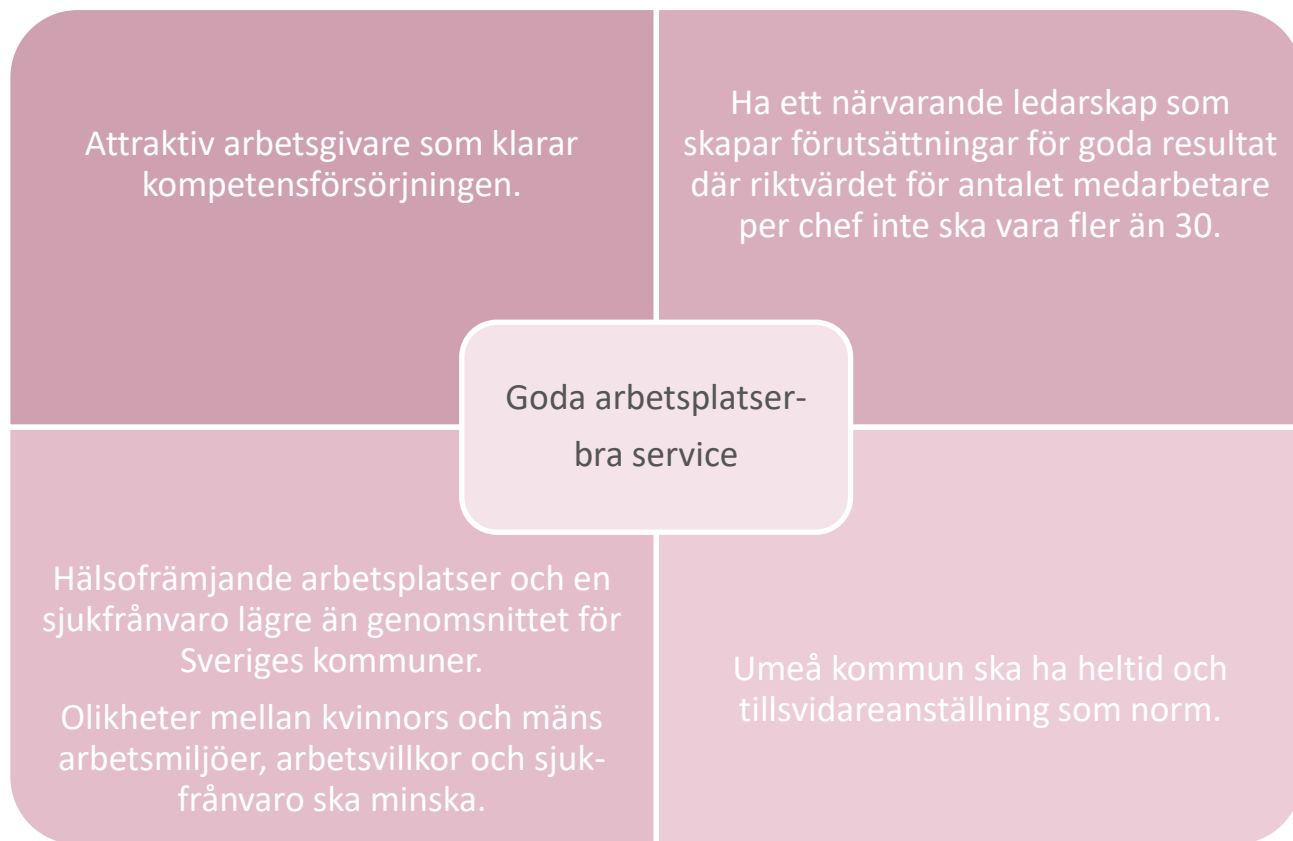 Attraktiv arbetsgivare som klarar
kompetensförsörjningen.
Ha ett närvarande ledarskap som
skapar förutsättningar för goda resultat
där riktvärdet för antalet medarbetare
per chef inte ska vara fler än 30.
Goda arbetsplatser-
bra service
Hälsofrämjande arbetsplatser och en
sjukfrånvaro lägre än genomsnittet för
Sveriges kommuner.
Olikheter mellan kvinnors och mäns
arbetsmiljöer, arbetsvillkor och sjuk-
frånvaro ska minska.
Umeå kommun ska ha heltid och
tillsvidareanställning som norm.